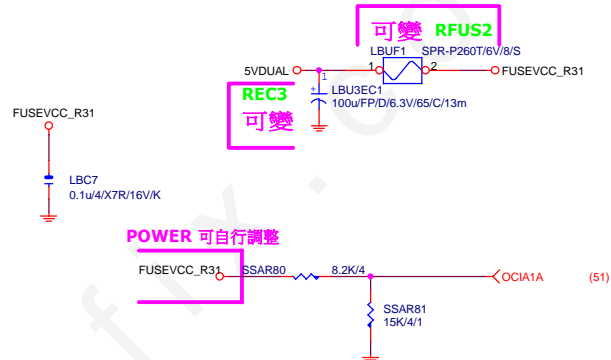 可變 RFUS2
LBUF1 SPR-P260T/6V/8/S
5VDUAL 1 2 FUSEVCC_R31
REC3
可變
1
+
LBU3EC1
100u/FP/D/6.3V/65/C/13m
FUSEVCC_R31
LBC7
0.1u/4/X7R/16V/K
POWER 可自行調整
FUSEVCC_R31 SSAR80 8.2K/4 OCIA1A (51)
SSAR81
15K/4/1
f i x . c o